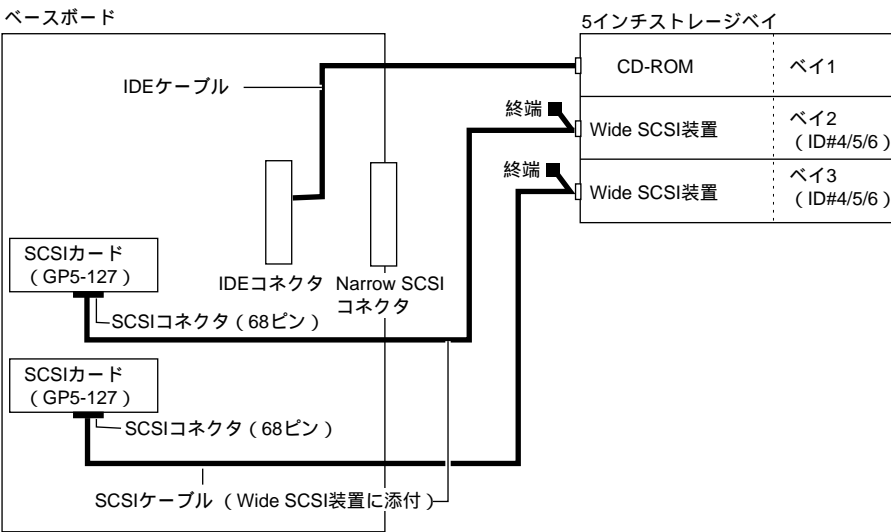 ベースボード
5インチストレージベイ
IDEケーブル
CD-ROM
ベイ1
終端
Wide SCSI装置
ベイ2
（ID#4/5/6）
終端
Wide SCSI装置
ベイ3
（ID#4/5/6）
SCSIカード
（GP5-127）
IDEコネクタ
Narrow SCSI
コネクタ
SCSIコネクタ（68ピン）
SCSIカード
（GP5-127）
SCSIコネクタ（68ピン）
SCSIケーブル （Wide SCSI装置に添付）